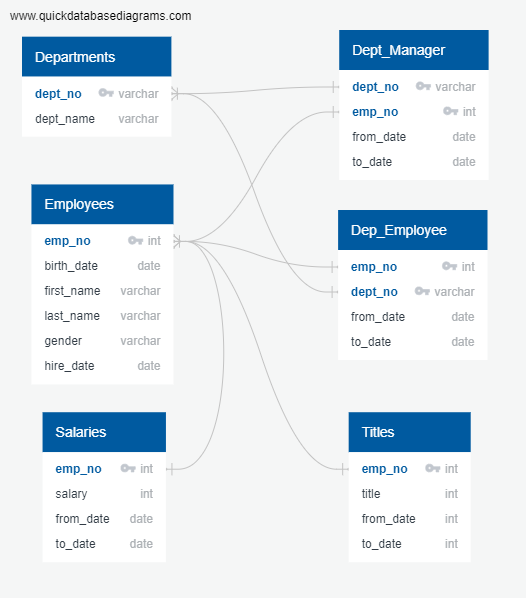 www.quickdatabasediagrams.com
Departments
dept_no varchar
dept_name varchar
Dept_Manager
dept_no varchar
emp_no int
from_date date
to_date date
Employees
emp_no int
birth_date date
first_name varchar
last_name varchar
gender varchar
hire_date date
Dep_Employee
emp_no int
dept_no varchar
from_date date
to_date date
Salaries
emp_no int
salary int
from_date date
to_date date
Titles
emp_no int
title int
from_date int
to_date int